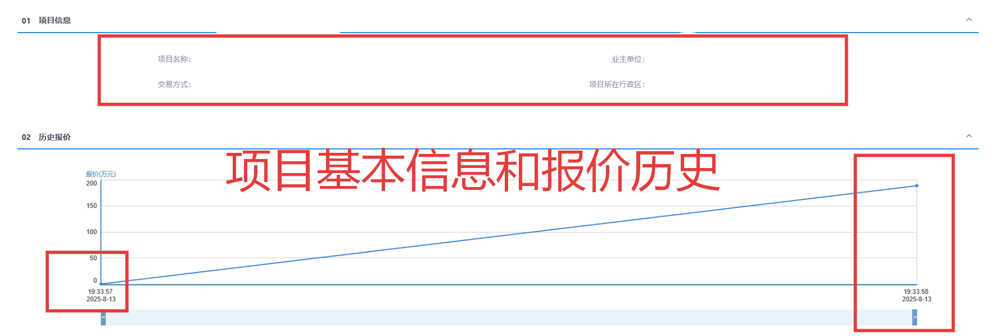 01 项目信息
项目名称: 业主单位:
交易方式: 项目所在行政区:
02 历史报价
项目基本信息和报价历史
报价(万元)
200
150
100
50
0
19:33:57 19:33:58
2025-8-13 2025-8-13